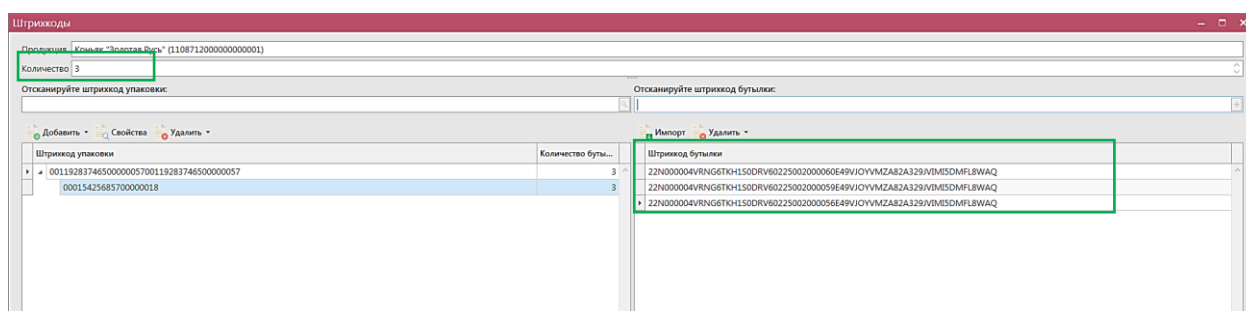 Штрихкоды
Продукция Коньяк "Золотая Русь" (1108712000000000001)
Количество 3
Отсканируйте штрихкод упаковки:
Отсканируйте штрихкод бутылки:
Добавить Свойства Удалить
Импорт Удалить
Штрихкод упаковки Количество буты...
00119283746500000057001192837465000000057 3
00015425685700000018 3
Штрихкод бутылки
22N000004VRNG6TKH1S0DRV60225002000060E49VJOYVMZA82A329JVIMI5DMFL8WAQ
22N000004VRNG6TKH1S0DRV60225002000059E49VJOYVMZA82A329JVIMI5DMFL8WAQ
22N000004VRNG6TKH1S0DRV60225002000056E49VJOYVMZA82A329JVIMI5DMFL8WAQ